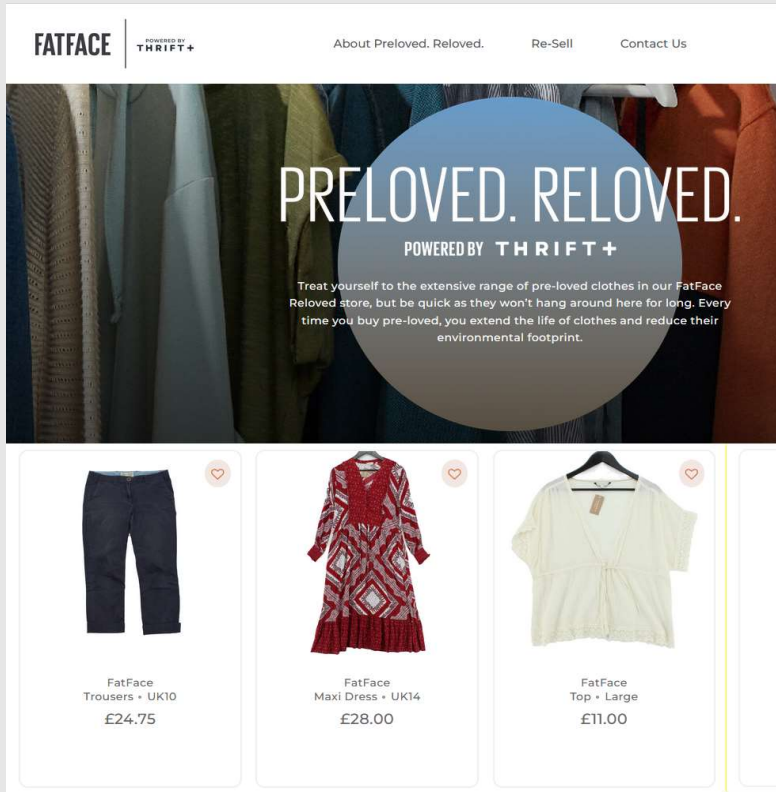 FATFACE
POWERED BY
THRIFT+
About Preloved. Reloved.
Re-Sell
Contact Us
PRELOVED. RELOVED.
POWERED BY THRIFT+
Treat yourself to the extensive range of pre-loved clothes in our FatFace
Reloved store, but be quick as they won't hang around here for long. Every
time you buy pre-loved, you extend the life of clothes and reduce their
environmental footprint.
FatFace
Trousers • UK10
£24.75
FatFace
Maxi Dress • UK14
£28.00
FatFace
Top • Large
£11.00